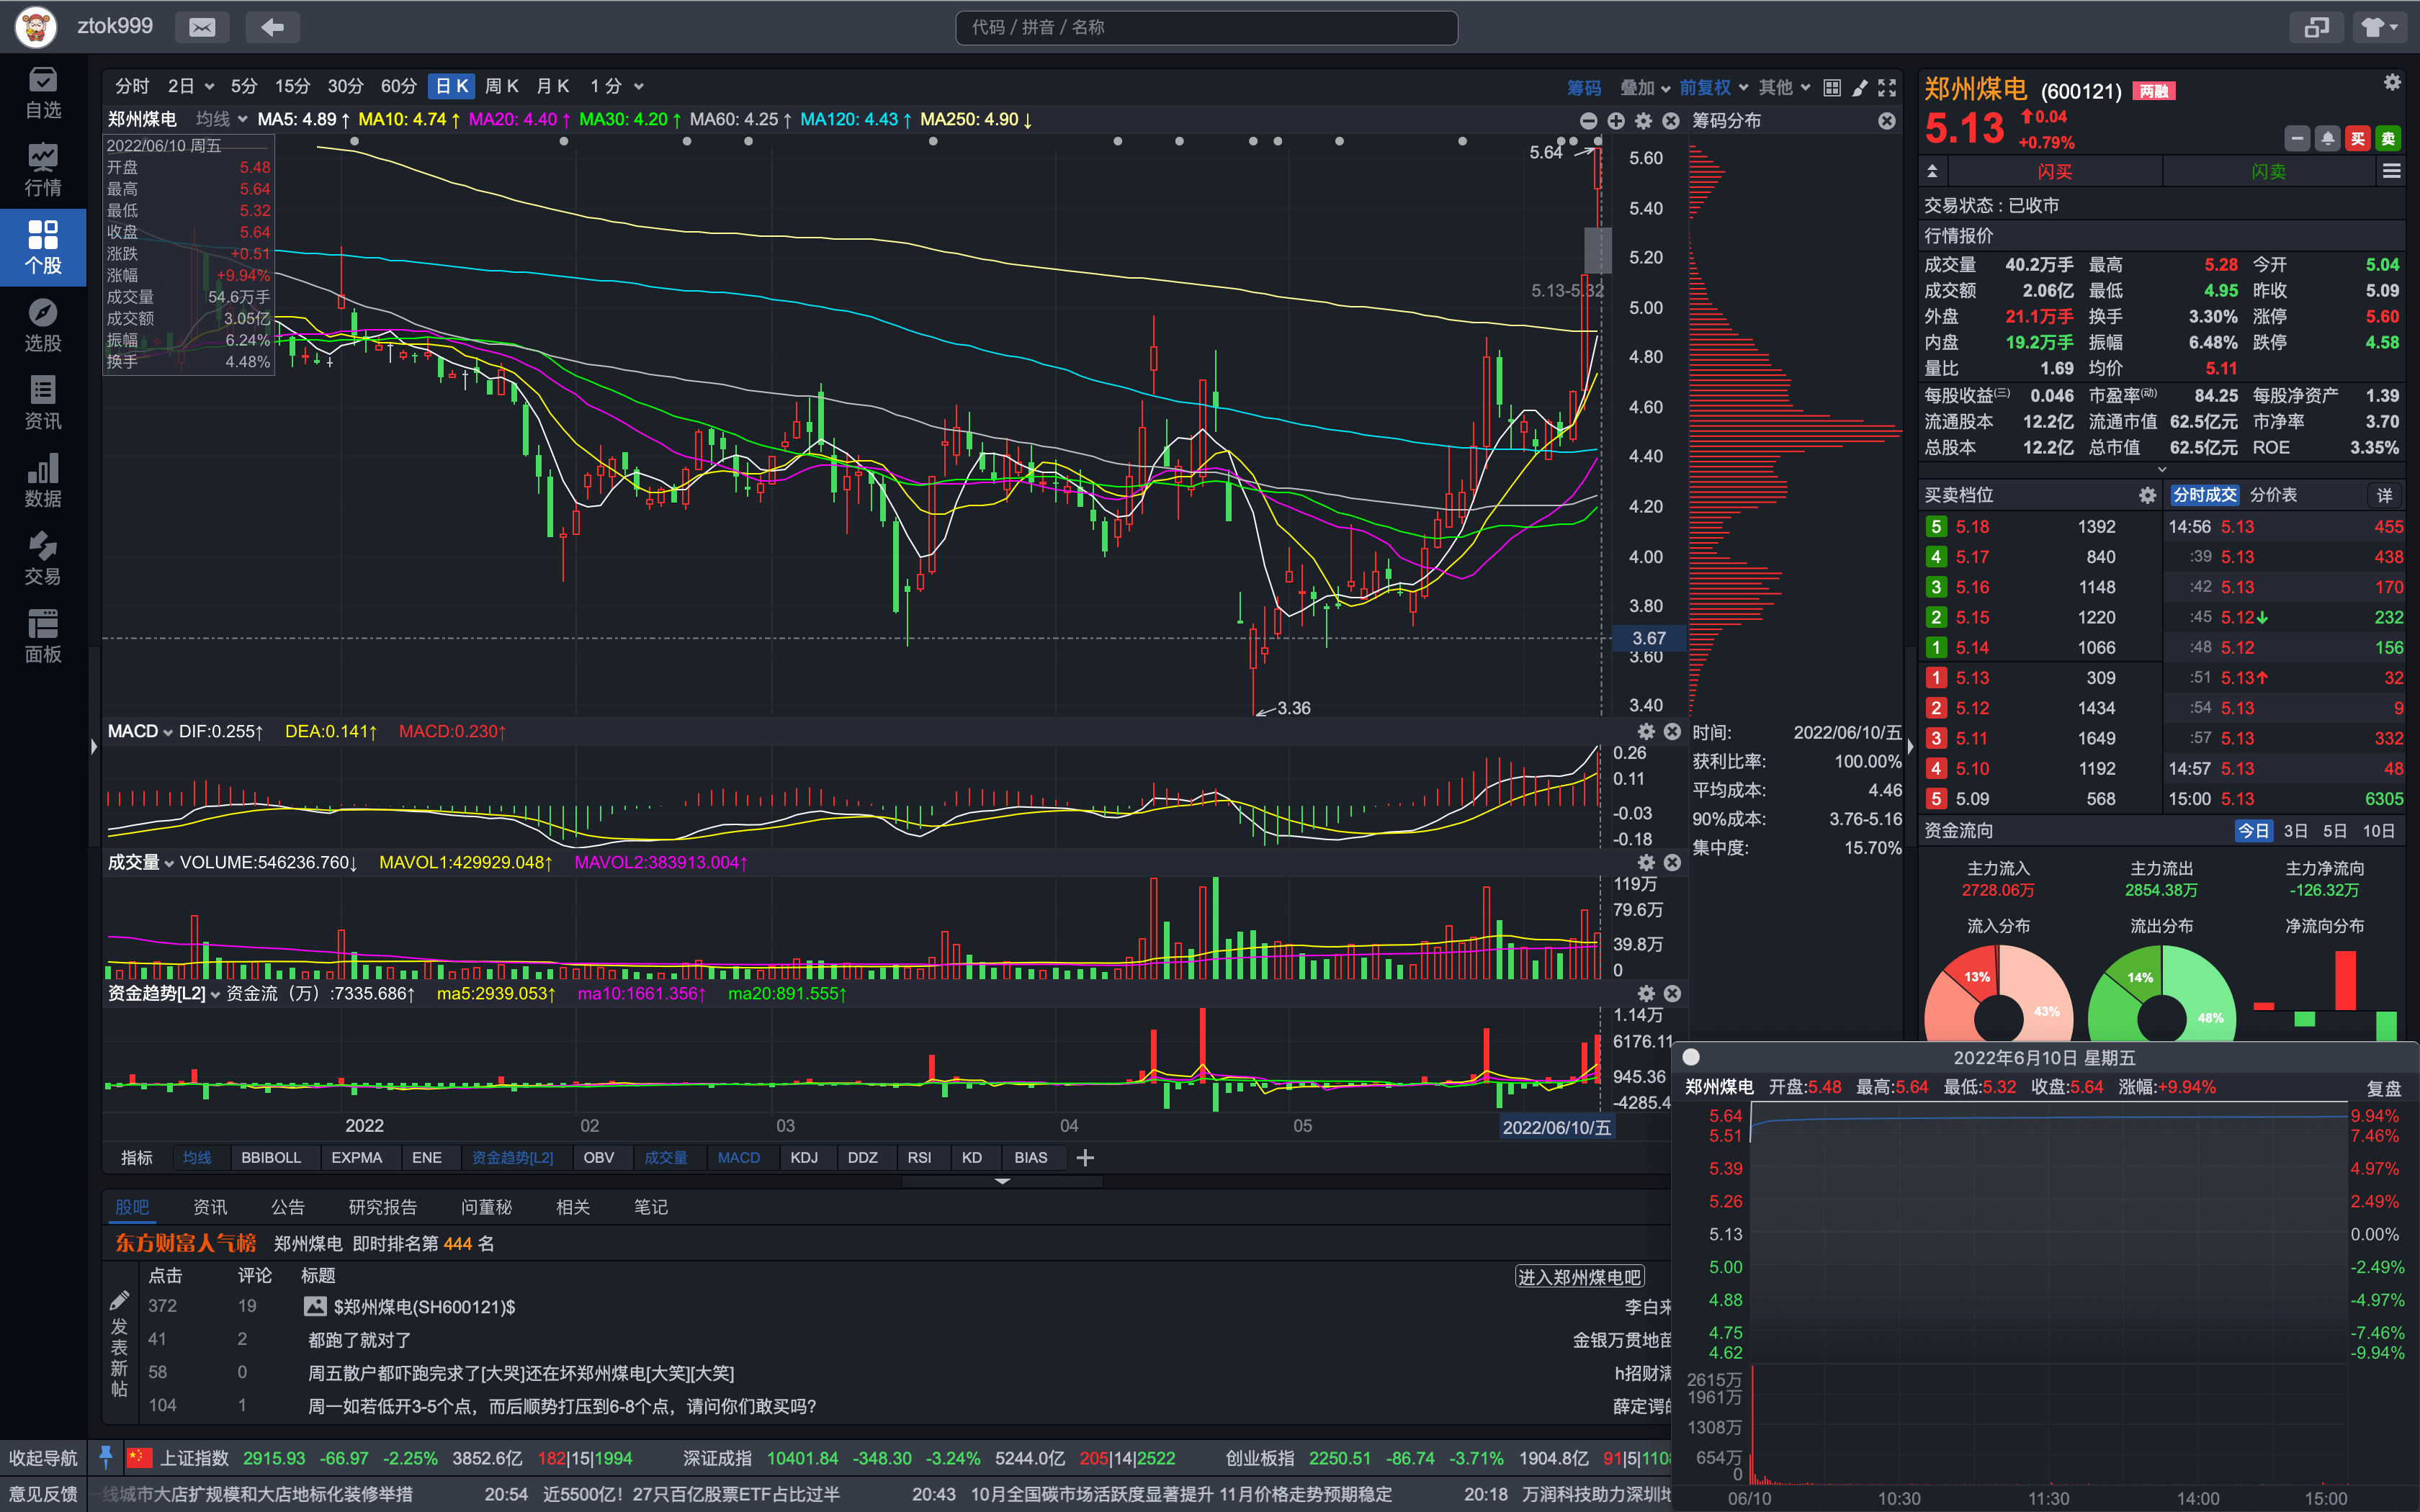 ztok999
代码 / 拼音 / 名称
自选
行情
个股
选股
资讯
数据
交易
面板
分时 2日 5分 15分 30分 60分 日K 周K 月K 1分 筹码 叠加 前复权 其他
郑州煤电 均线 MA5: 4.89↑ MA10: 4.74↑ MA20: 4.40↑ MA30: 4.20↑ MA60: 4.25↑ MA120: 4.43↑ MA250: 4.90↓
筹码分布
2022/06/10 周五
开盘 5.48
最高 5.64
最低 5.32
收盘 5.64
涨跌 +0.51
涨幅 +9.94%
成交量 54.6万手
成交额 3.05亿
振幅 6.24%
换手 4.48%
5.64
5.13-5.32
3.36
5.60
5.40
5.20
5.00
4.80
4.60
4.40
4.20
4.00
3.80
3.67
3.60
3.40
MACD DIF:0.255↑ DEA:0.141↑ MACD:0.230↑
0.26
0.11
-0.03
-0.18
成交量 VOLUME:546236.760↓ MAVOL1:429929.048↑ MAVOL2:383913.004↑
119万
79.6万
39.8万
0
资金趋势[L2] 资金流（万）:7335.686↑ ma5:2939.053↑ ma10:1661.356↑ ma20:891.555↑
1.14万
6176.11
945.36
-4285.4
2022 02 03 04 05 2022/06/10/五
时间: 2022/06/10/五
获利比率: 100.00%
平均成本: 4.46
90%成本: 3.76-5.16
集中度: 15.70%
指标 均线 BBIBOLL EXPMA ENE 资金趋势[L2] OBV 成交量 MACD KDJ DDZ RSI KD BIAS
股吧 资讯 公告 研究报告 问董秘 相关 笔记
东方财富人气榜 郑州煤电 即时排名第 444 名
点击 评论 标题 进入郑州煤电吧
发表新帖
372 19 $郑州煤电(SH600121)$ 李白来
41 2 都跑了就对了 金银万贯地苗
58 0 周五散户都吓跑完求了[大哭]还在坏郑州煤电[大笑][大笑] h招财满
104 1 周一如若低开3-5个点，而后顺势打压到6-8个点，请问你们敢买吗? 薛定谔的
郑州煤电 (600121) 两融
5.13 0.04
+0.79%
买 卖
闪买 闪卖
交易状态 : 已收市
行情报价
成交量 40.2万手 最高 5.28 今开 5.04
成交额 2.06亿 最低 4.95 昨收 5.09
外盘 21.1万手 换手 3.30% 涨停 5.60
内盘 19.2万手 振幅 6.48% 跌停 4.58
量比 1.69 均价 5.11
每股收益(三) 0.046 市盈率(动) 84.25 每股净资产 1.39
流通股本 12.2亿 流通市值 62.5亿元 市净率 3.70
总股本 12.2亿 总市值 62.5亿元 ROE 3.35%
买卖档位 分时成交 分价表 详
5 5.18 1392 14:56 5.13 455
4 5.17 840 :39 5.13 438
3 5.16 1148 :42 5.13 170
2 5.15 1220 :45 5.12↓ 232
1 5.14 1066 :48 5.12 156
1 5.13 309 :51 5.13↑ 32
2 5.12 1434 :54 5.13 9
3 5.11 1649 :57 5.13 332
4 5.10 1192 14:57 5.13 48
5 5.09 568 15:00 5.13 6305
资金流向 今日 3日 5日 10日
主力流入 主力流出 主力净流向
2728.06万 2854.38万 -126.32万
流入分布 流出分布 净流向分布
13% 43% 14% 48%
2022年6月10日 星期五
郑州煤电 开盘:5.48 最高:5.64 最低:5.32 收盘:5.64 涨幅:+9.94% 复盘
5.64 9.94%
5.51 7.46%
5.39 4.97%
5.26 2.49%
5.13 0.00%
5.00 -2.49%
4.88 -4.97%
4.75 -7.46%
4.62 -9.94%
2615万
1961万
1308万
654万
0
06/10 10:30 11:30 14:00 15:00
收起导航 上证指数 2915.93 -66.97 -2.25% 3852.6亿 182|15|1994 深证成指 10401.84 -348.30 -3.24% 5244.0亿 205|14|2522 创业板指 2250.51 -86.74 -3.71% 1904.8亿 91|5|110
意见反馈 一线城市大店扩规模和大店地标化装修举措 20:54 近5500亿！27只百亿股票ETF占比过半 20:43 10月全国碳市场活跃度显著提升 11月价格走势预期稳定 20:18 万润科技助力深圳地